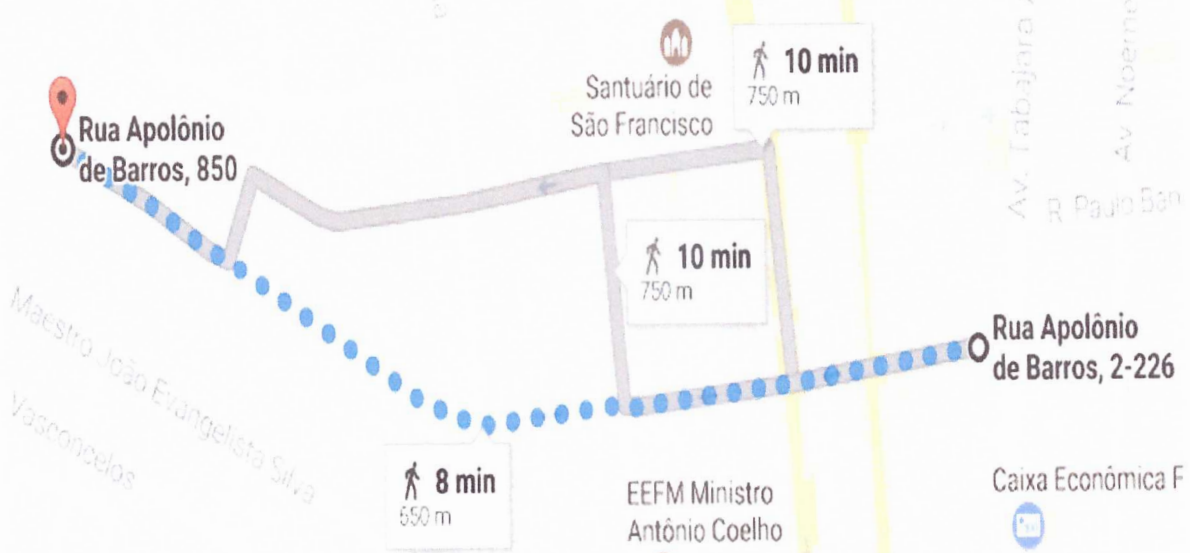 Santuário de
São Francisco
10 min
750 m
Rua Apolônio
de Barros, 850
Av. Tabajara
Av. Noeme
R. Paulo Ban
10 min
750 m
Rua Apolônio
de Barros, 2-226
Maestro João Evangelista Silva
Vasconcelos
8 min
650 m
EEFM Ministro
Antônio Coelho
Caixa Econômica F